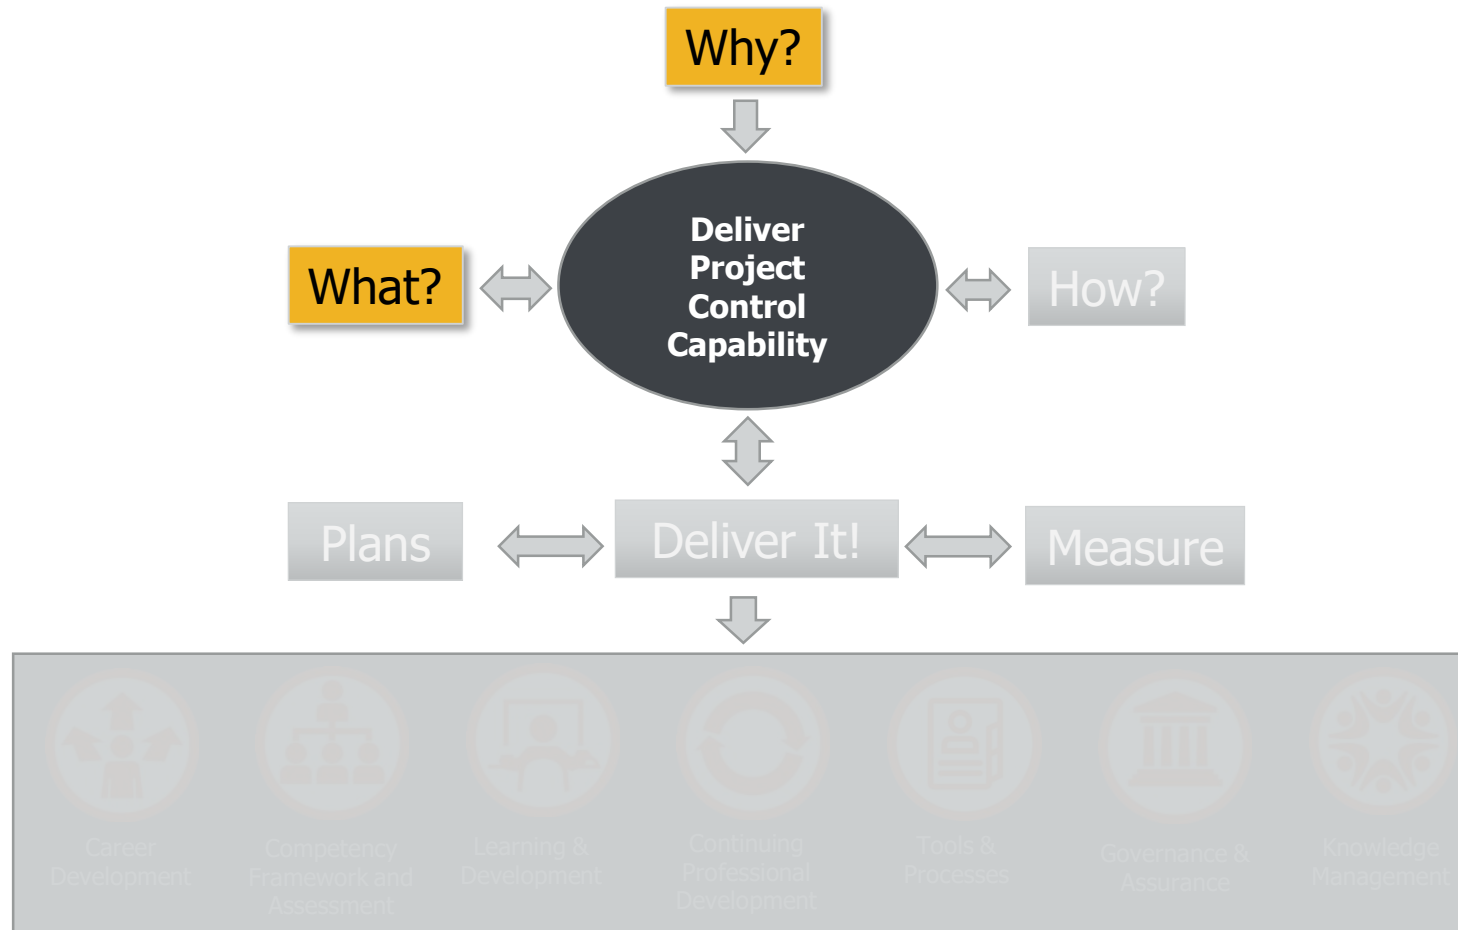 Why?
Deliver
Project
Control
Capability
What?
How?
Plans
Deliver It!
Measure
Career
Development
Competency
Framework and
Assessment
Learning &
Development
Continuing
Professional
Development
Tools &
Processes
Governance &
Assurance
Knowledge
Management